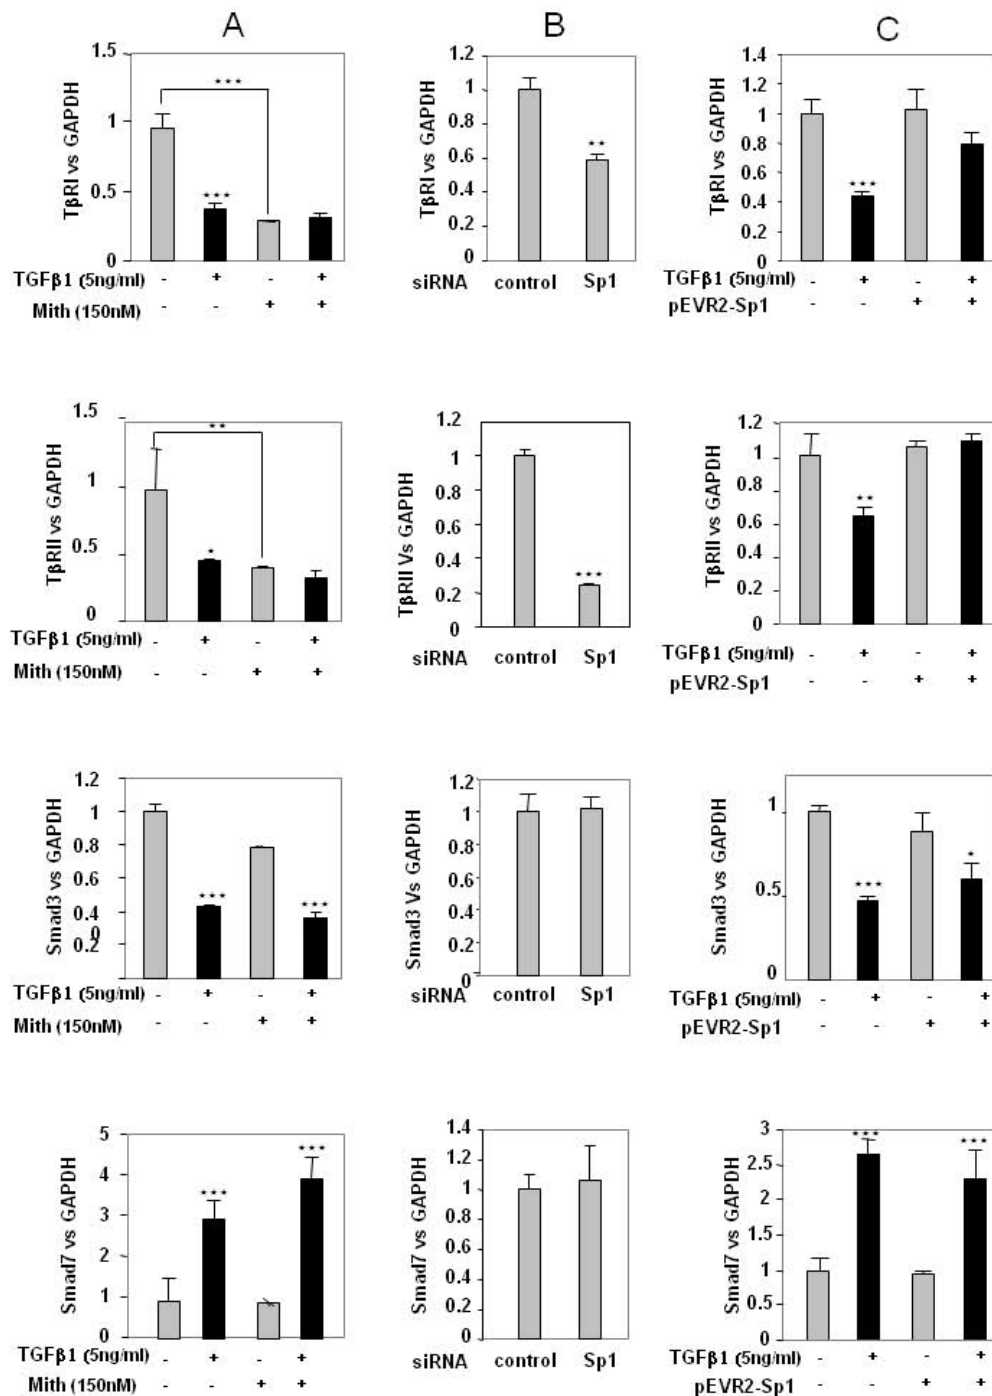 A B C
1.5
1
0.5
0
TβRI vs GAPDH
★★★
★★★
TGFβ1 (5ng/ml) - + - +
Mith (150nM) - - + +
1.2
1
0.8
0.6
0.4
0.2
0
TβRI vs GAPDH
★★
siRNA control Sp1
1.4
1.2
1
0.8
0.6
0.4
0.2
0
TβRI vs GAPDH
★★★
TGFβ1 (5ng/ml) - + - +
pEVR2-Sp1 - - + +
1.5
1
0.5
0
TβRII vs GAPDH
★★
★
TGFβ1 (5ng/ml) - + - +
Mith (150nM) - - + +
1.2
1
0.8
0.6
0.4
0.2
0
TβRII Vs GAPDH
★★★
siRNA control Sp1
1.2
1
0.8
0.6
0.4
0.2
0
TβRII vs GAPDH
★★
TGFβ1 (5ng/ml) - + - +
pEVR2-Sp1 - - + +
1.2
1
0.8
0.6
0.4
0
0.2
Smad3 vs GAPDH
★★★
★★★
TGFβ1 (5ng/ml) - + - +
Mith (150nM) - - + +
1.2
1
0.8
0.6
0.4
0.2
0
Smad3 Vs GAPDH
siRNA control Sp1
1
0.5
0
Smad3 vs GAPDH
★★★
★
TGFβ1 (5ng/ml) - + - +
pEVR2-Sp1 - - + +
5
4
3
2
1
0
Smad7 vs GAPDH
★★★
★★★
TGFβ1 (5ng/ml) - + - +
Mith (150nM) - - + +
1.4
1.2
1
0.8
0.6
0.4
0.2
0
Smad7 vs GAPDH
siRNA control Sp1
3
2.5
2
1.5
1
0.5
0
Smad7 vs GAPDH
★★★
★★★
TGFβ1 (5ng/ml) - + - +
pEVR2-Sp1 - - + +